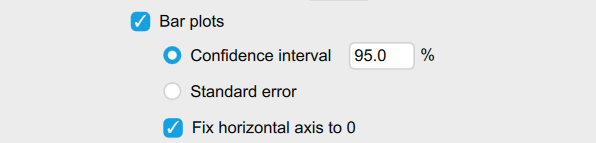 Bar plots
Confidence interval 95.0 %
Standard error
Fix horizontal axis to 0